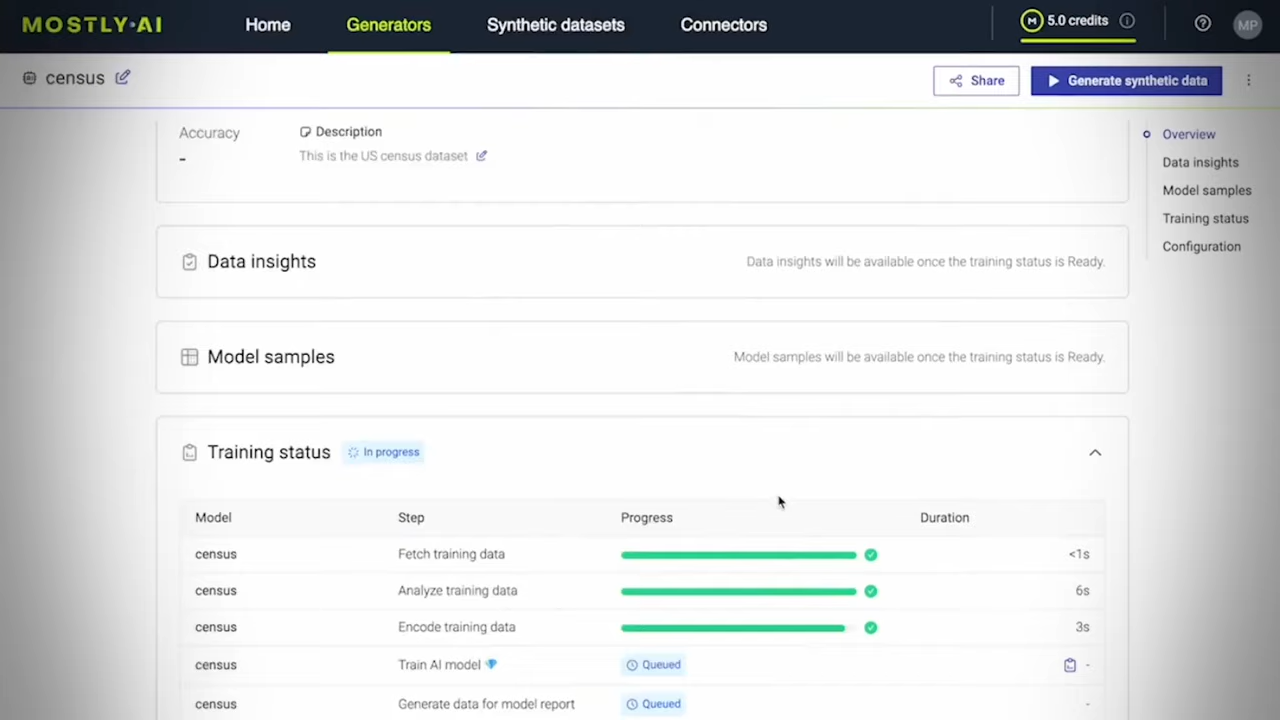 MOSTLY·AI Home Generators Synthetic datasets Connectors M 5.0 credits MP
census Share Generate synthetic data
Accuracy Description
- This is the US census dataset
Overview
Data insights
Model samples
Training status
Configuration
Data insights Data insights will be available once the training status is Ready.
Model samples Model samples will be available once the training status is Ready.
Training status In progress
Model Step Progress Duration
census Fetch training data <1s
census Analyze training data 6s
census Encode training data 3s
census Train AI model Queued -
census Generate data for model report Queued -